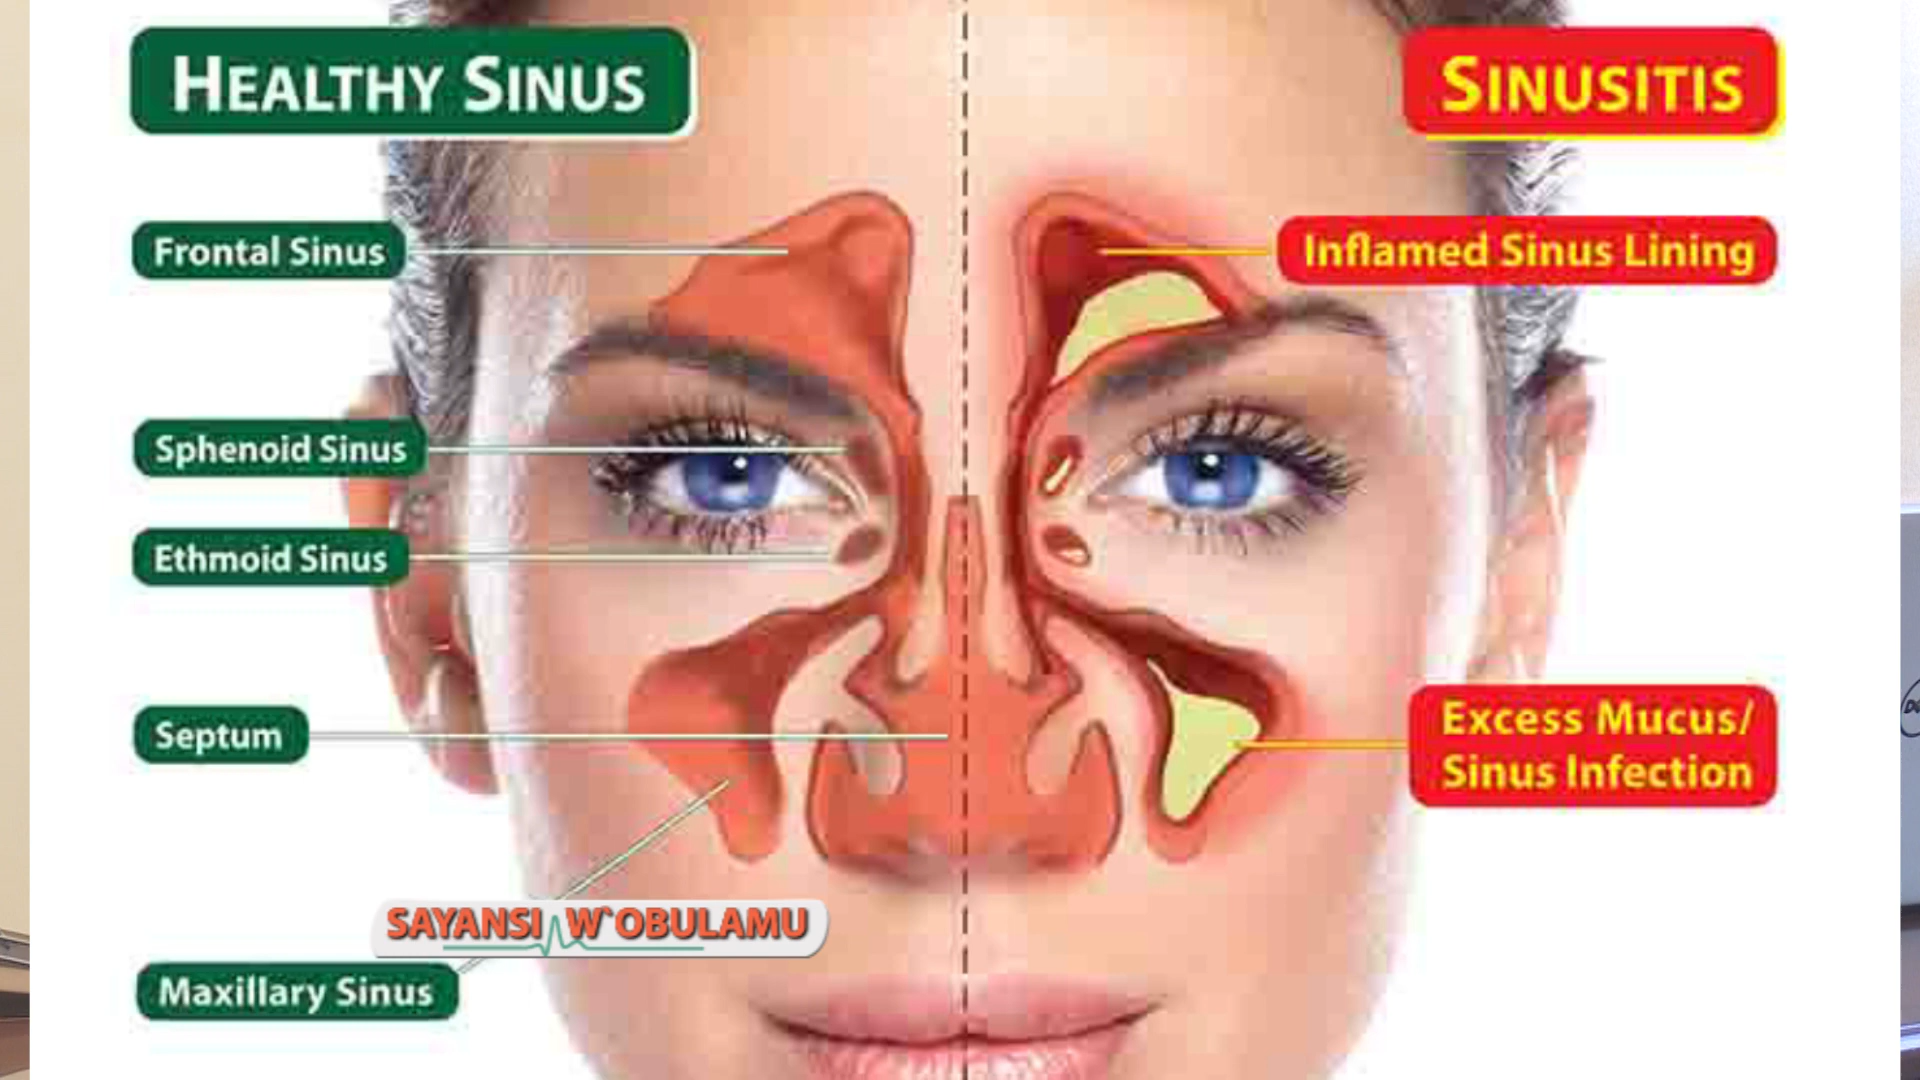 HEALTHY SINUS
SINUSITIS
Frontal Sinus
Inflamed Sinus Lining
Sphenoid Sinus
Ethmoid Sinus
Septum
Excess Mucus/
Sinus Infection
SAYANSI W`OBULAMU
Maxillary Sinus